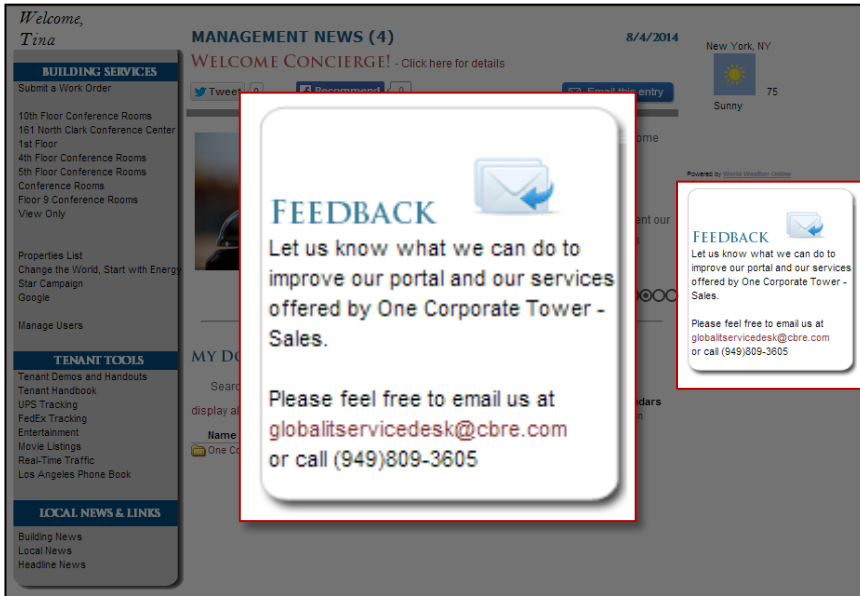 Welcome,
Tina
BUILDING SERVICES
Submit a Work Order
10th Floor Conference Rooms
161 North Clark Conference Center
1st Floor
4th Floor Conference Rooms
5th Floor Conference Rooms
Conference Rooms
Floor 9 Conference Rooms
View Only
Properties List
Change the World, Start with Energy
Star Campaign
Google
Manage Users
TENANT TOOLS
Tenant Demos and Handouts
Tenant Handbook
UPS Tracking
FedEx Tracking
Entertainment
Movie Listings
Real-Time Traffic
Los Angeles Phone Book
LOCAL NEWS & LINKS
Building News
Local News
Headline News
MANAGEMENT NEWS (4)
8/4/2014
WELCOME CONCIERGE! - Click here for details
Tweet 0 Recommend 0 Email this entry
MY DO
Sear
display al
Name
One Co
FEEDBACK
Let us know what we can do to
improve our portal and our services
offered by One Corporate Tower -
Sales.
Please feel free to email us at
globalitservicedesk@cbre.com
or call (949)809-3605
ome
ent our
s
dars
n
New York, NY
75
Sunny
Powered by World Weather Online
FEEDBACK
Let us know what we can do to
improve our portal and our services
offered by One Corporate Tower -
Sales.
Please feel free to email us at
globalitservicedesk@cbre.com
or call (949)809-3605